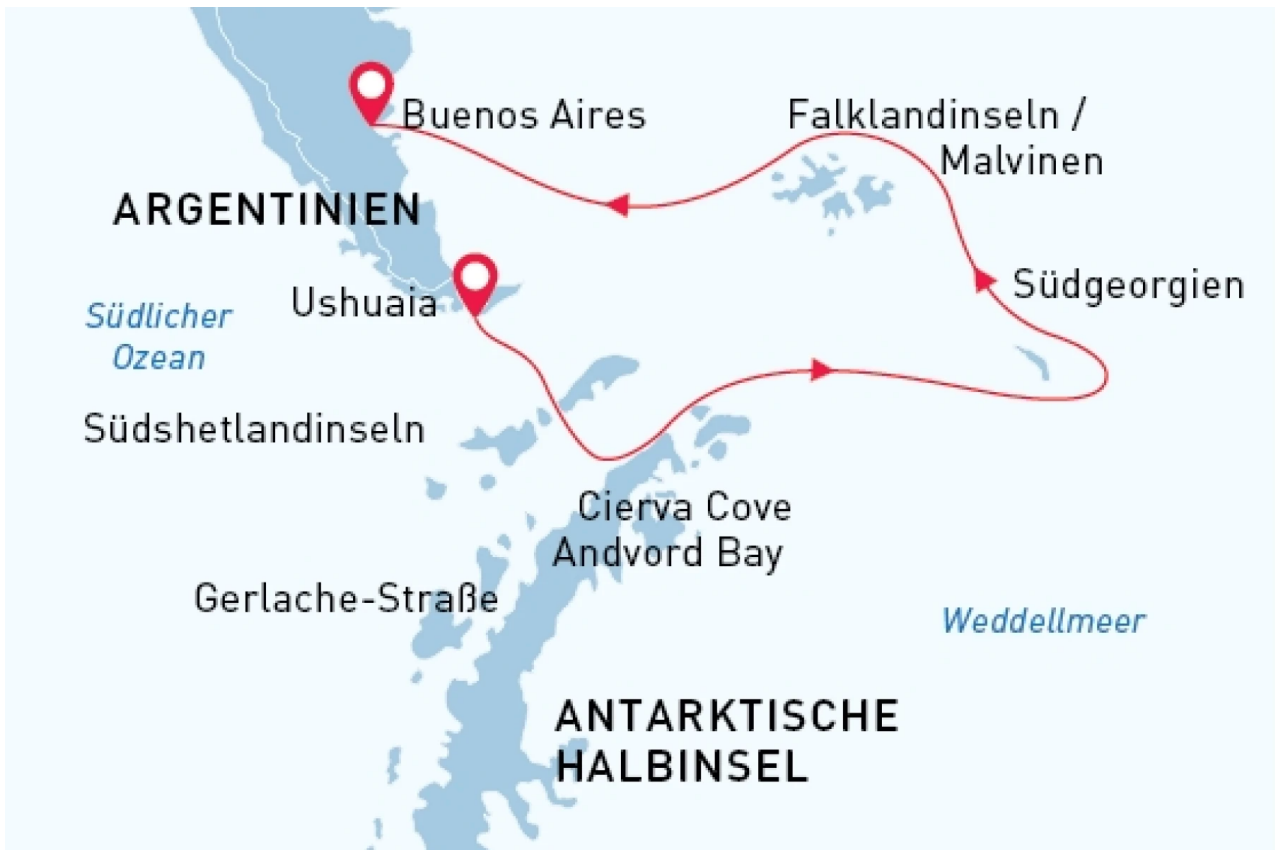 Buenos Aires
Falklandinseln /
Malvinen
ARGENTINIEN
Ushuaia
Südgeorgien
Südlicher
Ozean
Südshetlandinseln
Cierva Cove
Andvord Bay
Gerlache-Straße
Weddellmeer
ANTARKTISCHE
HALBINSEL